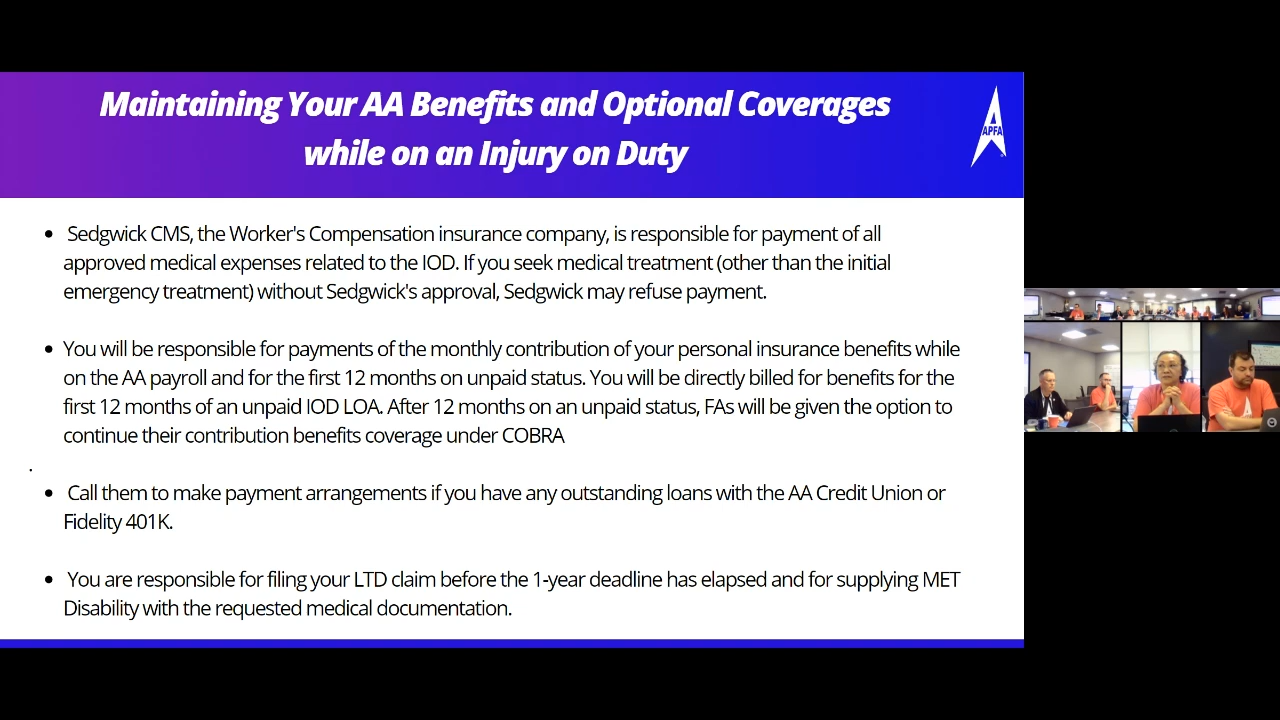 Maintaining Your AA Benefits and Optional Coverages
while on an Injury on Duty
APFA
• Sedgwick CMS, the Worker's Compensation insurance company, is responsible for payment of all
approved medical expenses related to the IOD. If you seek medical treatment (other than the initial
emergency treatment) without Sedgwick's approval, Sedgwick may refuse payment.
• You will be responsible for payments of the monthly contribution of your personal insurance benefits while
on the AA payroll and for the first 12 months on unpaid status. You will be directly billed for benefits for the
first 12 months of an unpaid IOD LOA. After 12 months on an unpaid status, FAs will be given the option to
continue their contribution benefits coverage under COBRA
.
• Call them to make payment arrangements if you have any outstanding loans with the AA Credit Union or
Fidelity 401K.
• You are responsible for filing your LTD claim before the 1-year deadline has elapsed and for supplying MET
Disability with the requested medical documentation.